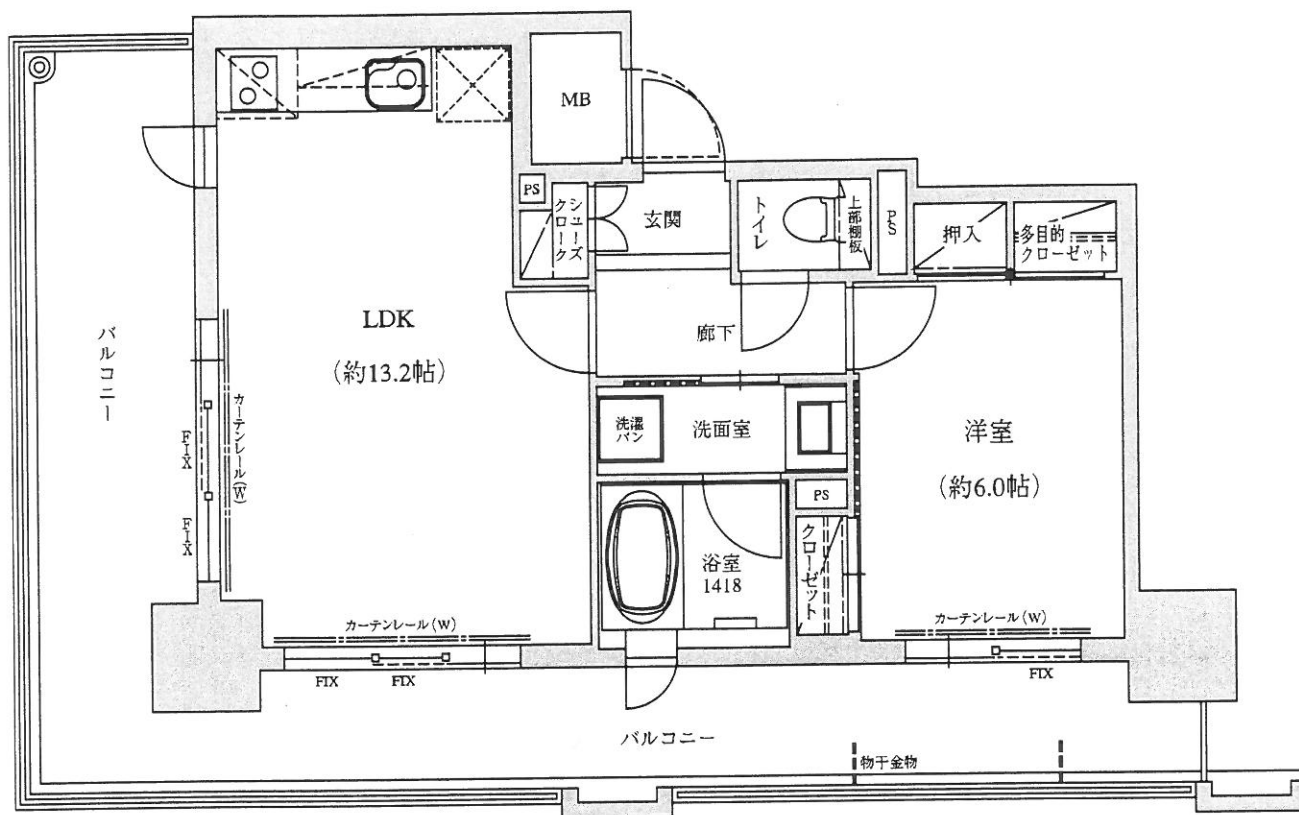 MB
PS
シューズ
クローク
玄関
トイレ
上部棚板
PS
押入
多目的
クローゼット
LDK
(約13.2帖)
廊下
バルコニー
カーテンレール(W)
FIX
FIX
洗濯
パン
洗面室
洋室
(約6.0帖)
PS
クローゼット
浴室
1418
カーテンレール(W)
カーテンレール(W)
FIX
FIX
FIX
バルコニー
物干金物